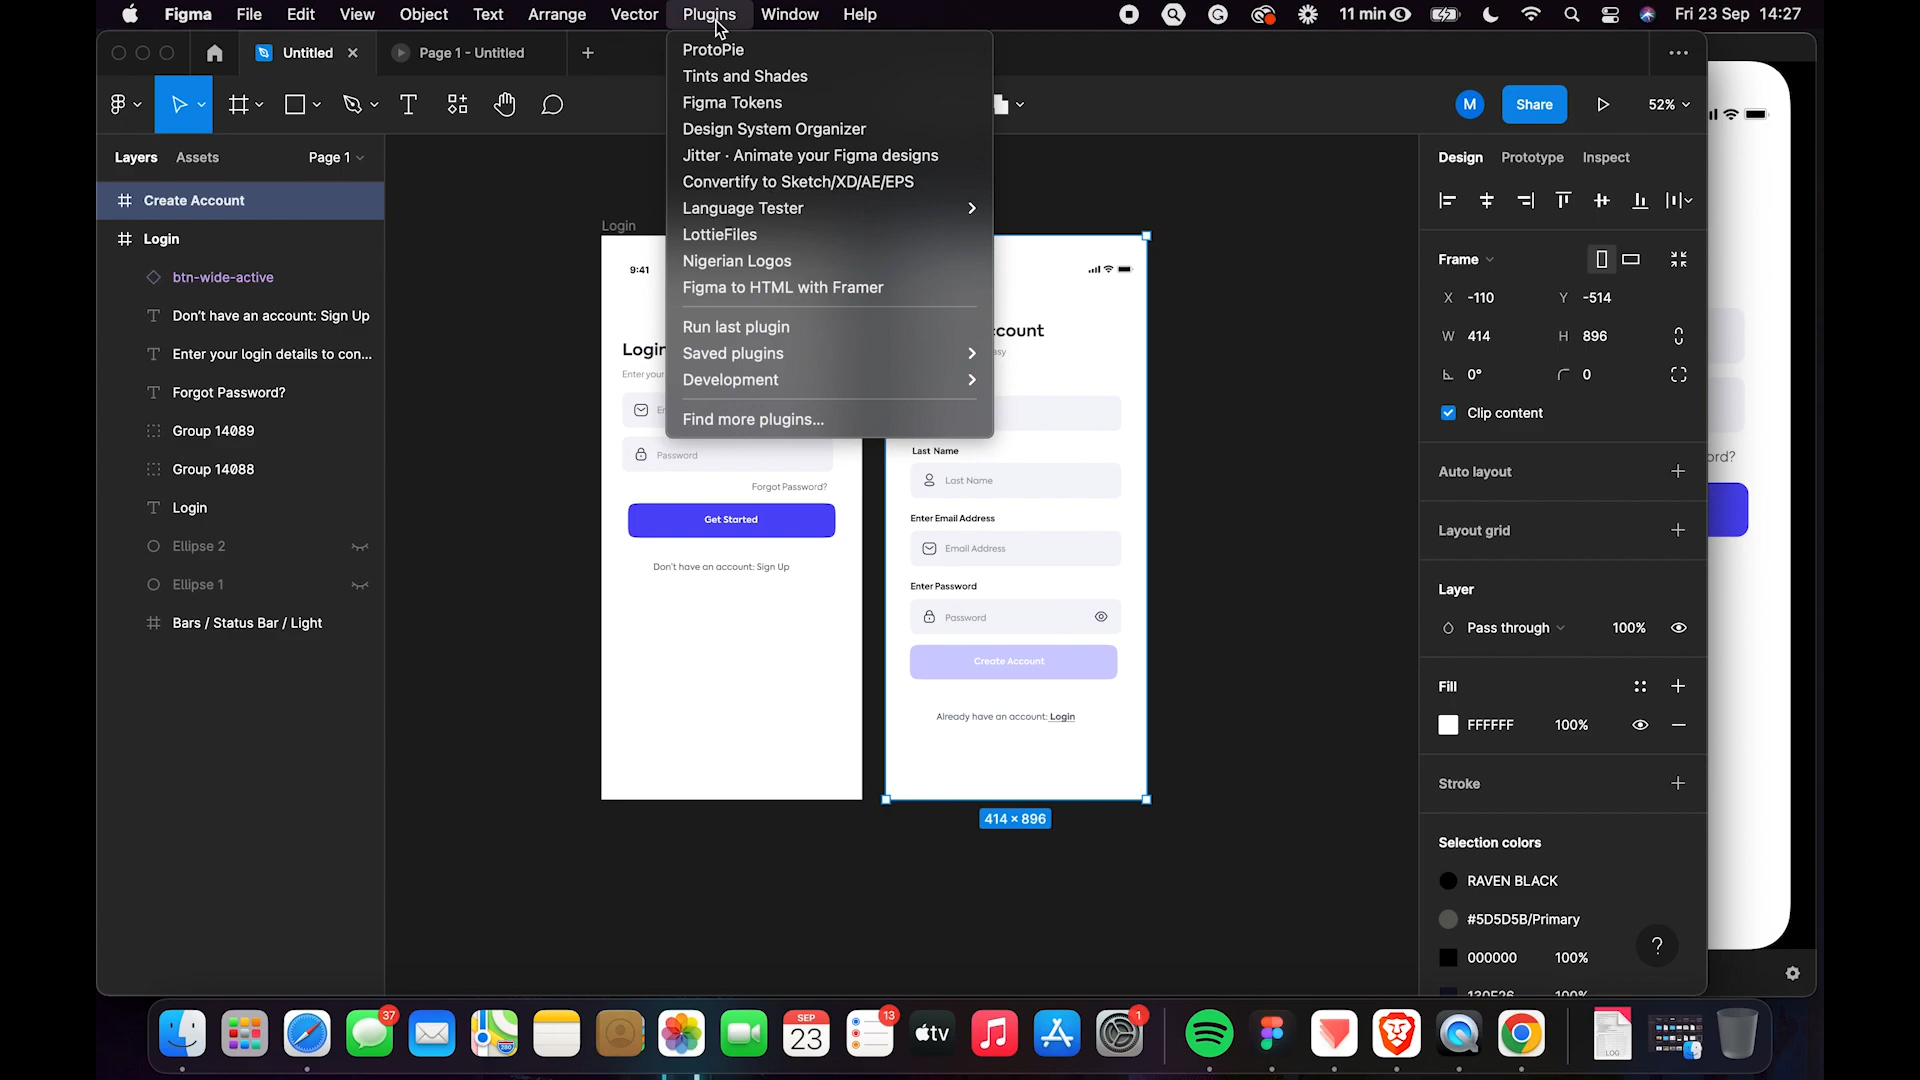 Figma File Edit View Object Text Arrange Vector Plugins Window Help 11 min Fri 23 Sep 14:27
Untitled Page 1 - Untitled
M Share 52%
ProtoPie
Tints and Shades
Figma Tokens
Design System Organizer
Jitter · Animate your Figma designs
Convertify to Sketch/XD/AE/EPS
Language Tester
LottieFiles
Nigerian Logos
Figma to HTML with Framer
Run last plugin
Saved plugins
Development
Find more plugins...
Layers Assets Page 1
Create Account
Login
btn-wide-active
Don't have an account: Sign Up
Enter your login details to con...
Forgot Password?
Group 14089
Group 14088
Login
Ellipse 2
Ellipse 1
Bars / Status Bar / Light
Login
9:41
Login
Enter your
Password
Forgot Password?
Get Started
Don't have an account: Sign Up
ccount
asy
Last Name
Last Name
Enter Email Address
Email Address
Enter Password
Password
Create Account
Already have an account: Login
414 × 896
Design Prototype Inspect
Frame
X -110 Y -514
W 414 H 896
0° 0
Clip content
Auto layout
Layout grid
Layer
Pass through 100%
Fill
FFFFFF 100%
Stroke
Selection colors
RAVEN BLACK
#5D5D5B/Primary
000000 100%
130F26 100%
?
ord?
37
SEP
23
13
tv
1
LOG